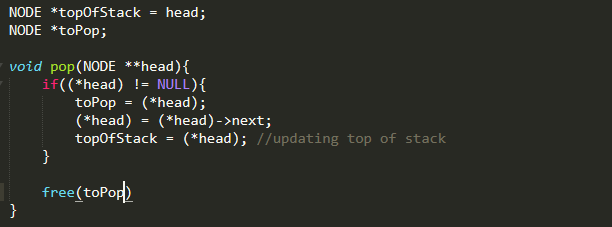 NODE *topOfStack = head;
NODE *toPop;
void pop(NODE **head){
if((*head) != NULL){
toPop = (*head);
(*head) = (*head)->next;
topOfStack = (*head); //updating top of stack
}
free(toPop)
}